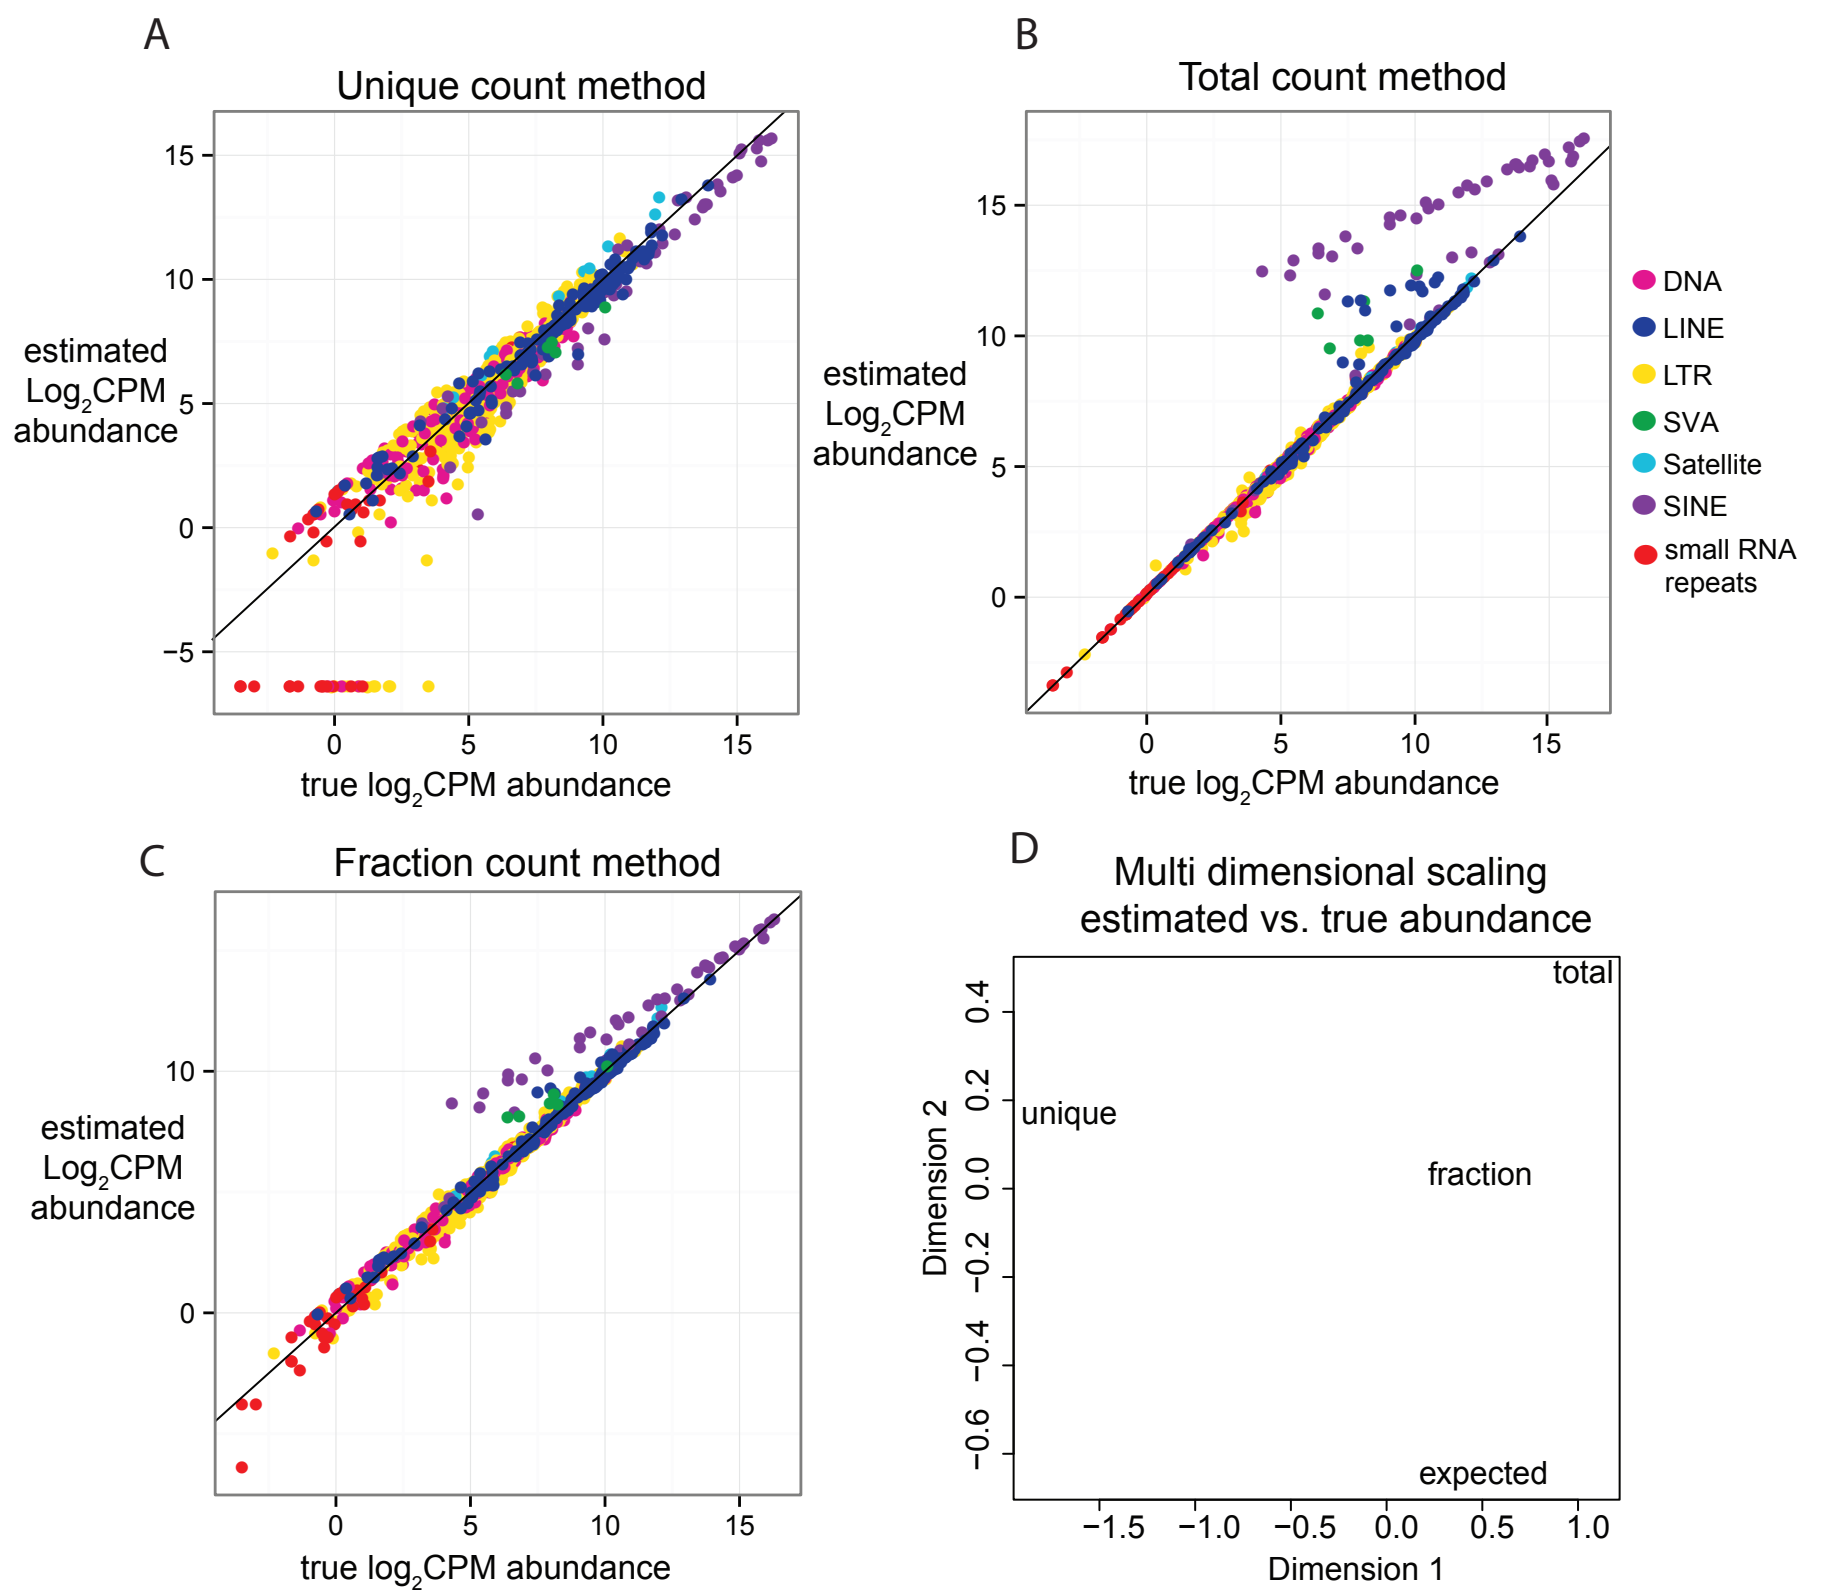 A
Unique count method
15
10
5
0
−5
estimated
Log2CPM
abundance
0 5 10 15
true log2CPM abundance
B
Total count method
15
10
5
0
estimated
Log2CPM
abundance
0 5 10 15
true log2CPM abundance
DNA
LINE
LTR
SVA
Satellite
SINE
small RNA
repeats
C
Fraction count method
10
0
estimated
Log2CPM
abundance
0 5 10 15
true log2CPM abundance
D
Multi dimensional scaling
estimated vs. true abundance
total
unique
fraction
expected
0.4
0.2
0.0
−0.2
−0.4
−0.6
Dimension 2
−1.5 −1.0 −0.5 0.0 0.5 1.0
Dimension 1